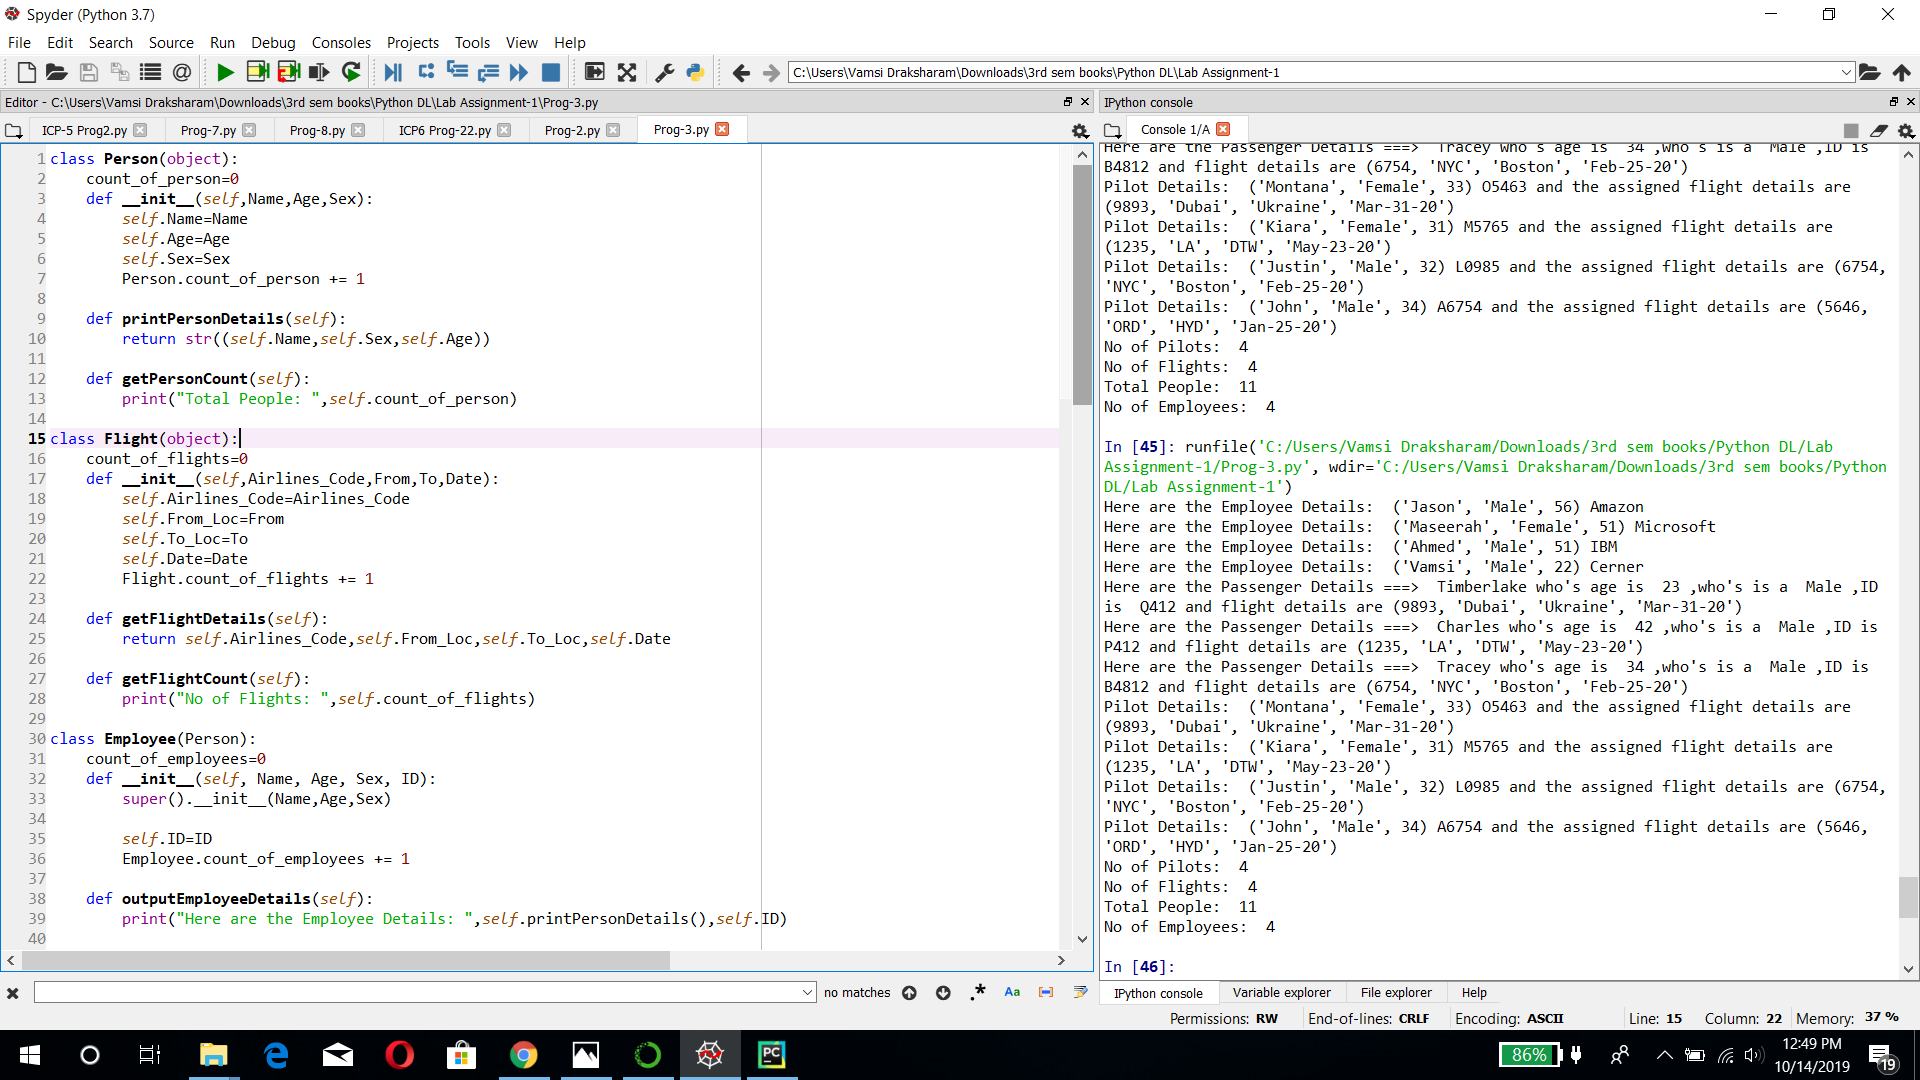 Spyder (Python 3.7)
File Edit Search Source Run Debug Consoles Projects Tools View Help
C:\Users\Vamsi Draksharam\Downloads\3rd sem books\Python DL\Lab Assignment-1
Editor - C:\Users\Vamsi Draksharam\Downloads\3rd sem books\Python DL\Lab Assignment-1\Prog-3.py
ICP-5 Prog2.py Prog-7.py Prog-8.py ICP6 Prog-22.py Prog-2.py Prog-3.py
1 class Person(object):
2     count_of_person=0
3     def __init__(self,Name,Age,Sex):
4         self.Name=Name
5         self.Age=Age
6         self.Sex=Sex
7         Person.count_of_person += 1
8
9     def printPersonDetails(self):
10         return str((self.Name,self.Sex,self.Age))
11
12     def getPersonCount(self):
13         print("Total People: ",self.count_of_person)
14
15 class Flight(object):
16     count_of_flights=0
17     def __init__(self,Airlines_Code,From,To,Date):
18         self.Airlines_Code=Airlines_Code
19         self.From_Loc=From
20         self.To_Loc=To
21         self.Date=Date
22         Flight.count_of_flights += 1
23
24     def getFlightDetails(self):
25         return self.Airlines_Code,self.From_Loc,self.To_Loc,self.Date
26
27     def getFlightCount(self):
28         print("No of Flights: ",self.count_of_flights)
29
30 class Employee(Person):
31     count_of_employees=0
32     def __init__(self, Name, Age, Sex, ID):
33         super().__init__(Name,Age,Sex)
34
35         self.ID=ID
36         Employee.count_of_employees += 1
37
38     def outputEmployeeDetails(self):
39         print("Here are the Employee Details: ",self.printPersonDetails(),self.ID)
40
no matches
.* Aa
IPython console
Console 1/A
Here are the Passenger Details ===>  Tracey who's age is  34 ,who's is a  Male ,ID is
B4812 and flight details are (6754, 'NYC', 'Boston', 'Feb-25-20')
Pilot Details:  ('Montana', 'Female', 33) O5463 and the assigned flight details are
(9893, 'Dubai', 'Ukraine', 'Mar-31-20')
Pilot Details:  ('Kiara', 'Female', 31) M5765 and the assigned flight details are
(1235, 'LA', 'DTW', 'May-23-20')
Pilot Details:  ('Justin', 'Male', 32) L0985 and the assigned flight details are (6754,
'NYC', 'Boston', 'Feb-25-20')
Pilot Details:  ('John', 'Male', 34) A6754 and the assigned flight details are (5646,
'ORD', 'HYD', 'Jan-25-20')
No of Pilots:  4
No of Flights:  4
Total People:  11
No of Employees:  4
In [45]: runfile('C:/Users/Vamsi Draksharam/Downloads/3rd sem books/Python DL/Lab
Assignment-1/Prog-3.py', wdir='C:/Users/Vamsi Draksharam/Downloads/3rd sem books/Python
DL/Lab Assignment-1')
Here are the Employee Details:  ('Jason', 'Male', 56) Amazon
Here are the Employee Details:  ('Maseerah', 'Female', 51) Microsoft
Here are the Employee Details:  ('Ahmed', 'Male', 51) IBM
Here are the Employee Details:  ('Vamsi', 'Male', 22) Cerner
Here are the Passenger Details ===>  Timberlake who's age is  23 ,who's is a  Male ,ID
is  Q412 and flight details are (9893, 'Dubai', 'Ukraine', 'Mar-31-20')
Here are the Passenger Details ===>  Charles who's age is  42 ,who's is a  Male ,ID is
P412 and flight details are (1235, 'LA', 'DTW', 'May-23-20')
Here are the Passenger Details ===>  Tracey who's age is  34 ,who's is a  Male ,ID is
B4812 and flight details are (6754, 'NYC', 'Boston', 'Feb-25-20')
Pilot Details:  ('Montana', 'Female', 33) O5463 and the assigned flight details are
(9893, 'Dubai', 'Ukraine', 'Mar-31-20')
Pilot Details:  ('Kiara', 'Female', 31) M5765 and the assigned flight details are
(1235, 'LA', 'DTW', 'May-23-20')
Pilot Details:  ('Justin', 'Male', 32) L0985 and the assigned flight details are (6754,
'NYC', 'Boston', 'Feb-25-20')
Pilot Details:  ('John', 'Male', 34) A6754 and the assigned flight details are (5646,
'ORD', 'HYD', 'Jan-25-20')
No of Pilots:  4
No of Flights:  4
Total People:  11
No of Employees:  4
In [46]:
IPython console Variable explorer File explorer Help
Permissions: RW End-of-lines: CRLF Encoding: ASCII Line: 15 Column: 22 Memory: 37 %
PC
86%
12:49 PM
10/14/2019
19